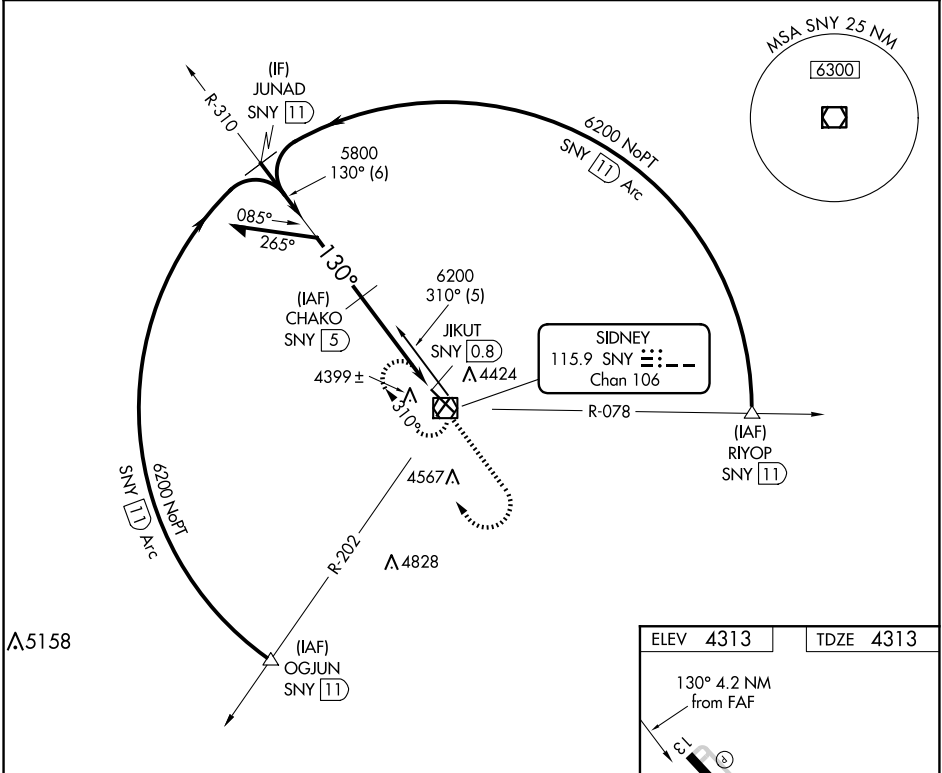 MSA SNY 25 NM
6300
(IF)
JUNAD
SNY 11
R-310
5800
130° (6)
6200 NoPT
SNY 11 Arc
085°
265°
130°
(IAF)
CHAKO
SNY 5
6200
310° (5)
JIKUT
SNY 0.8
4399 ±
4424
310°
SIDNEY
115.9 SNY
Chan 106
R-078
(IAF)
RIYOP
SNY 11
4567
6200 NoPT
SNY 11 Arc
R-202
4828
5158
(IAF)
OGJUN
SNY 11
ELEV 4313
TDZE 4313
130° 4.2 NM
from FAF
13
P